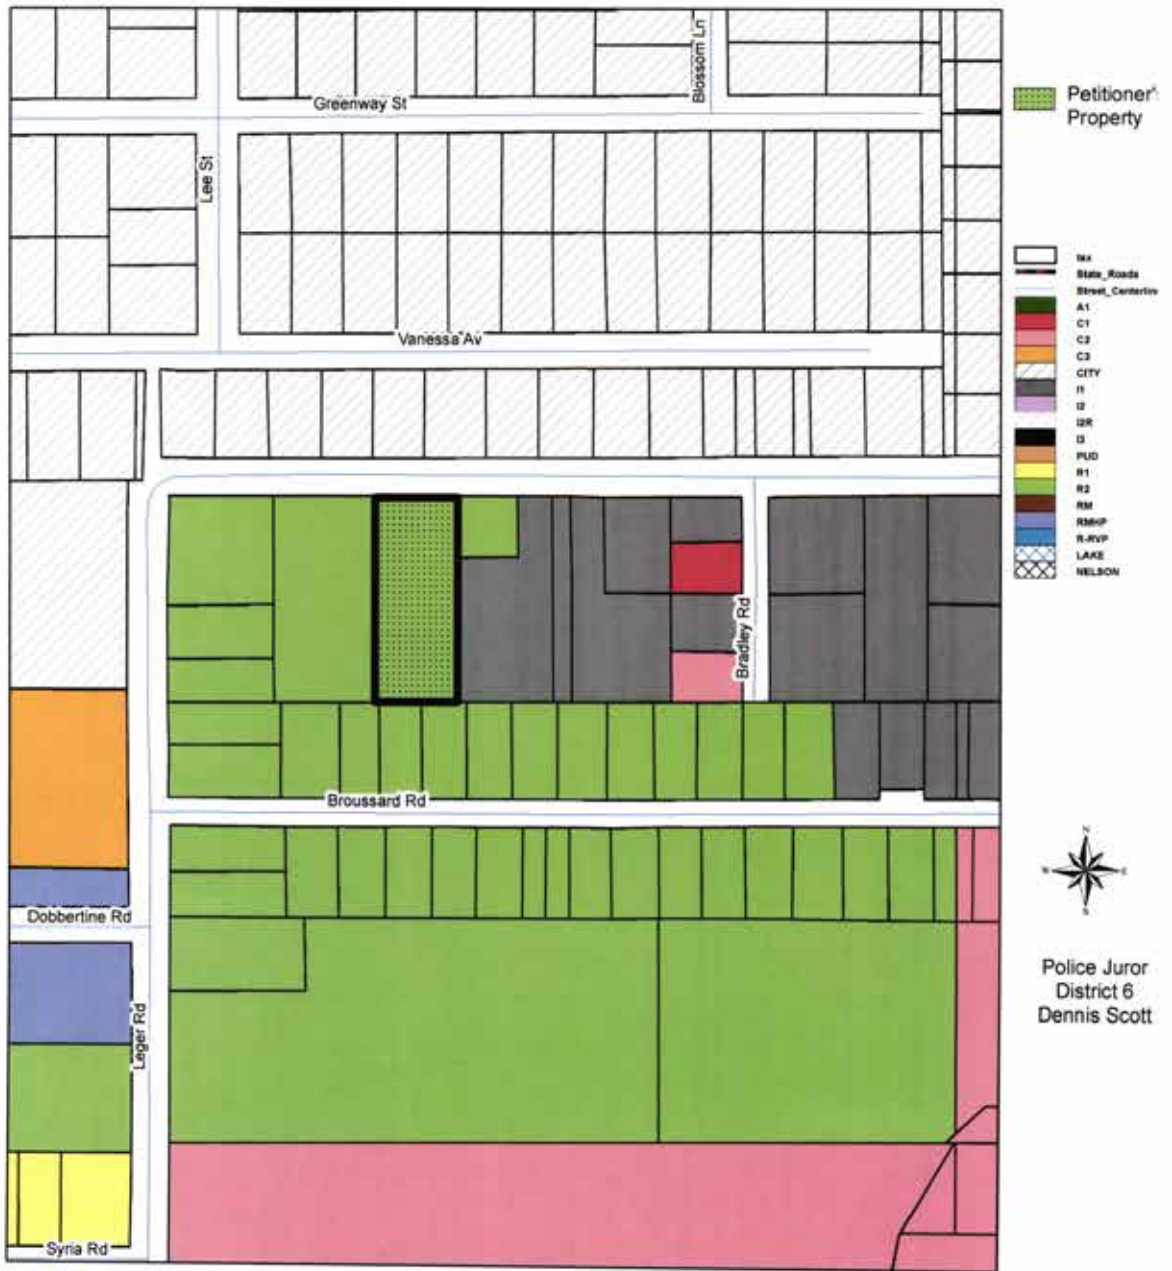 Greenway St
Blossom Ln
Lee St
Vanessa Av
Bradley Rd
Broussard Rd
Dobbertine Rd
Leger Rd
Syria Rd
Petitioner's
Property
State_Roads
Street_Centerline
A1
C1
C2
C3
CITY
I1
I2
I2R
I3
PUD
R1
R2
RM
RMHP
R-RVP
LAKE
NELSON
N
W
E
S
Police Juror
District 6
Dennis Scott